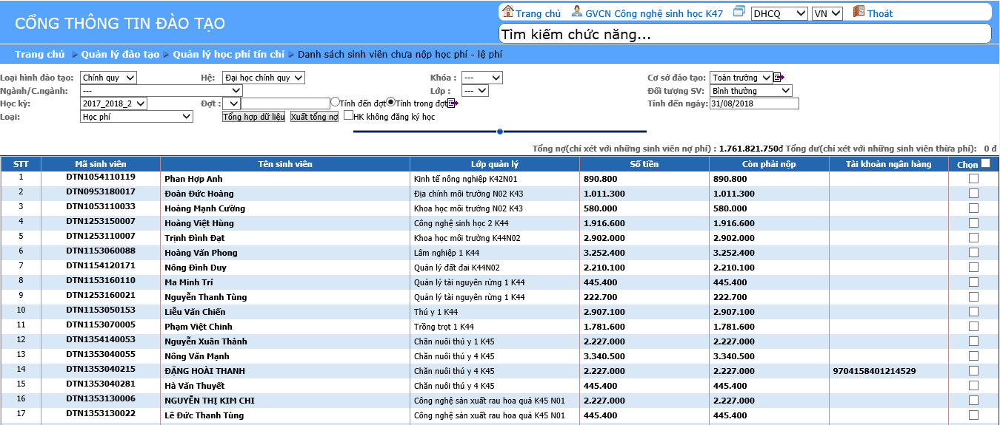 CỔNG THÔNG TIN ĐÀO TẠO
Trang chủ GVCN Công nghệ sinh học K47 DHCQ VN Thoát
Tìm kiếm chức năng...
Trang chủ Quản lý đào tạo Quản lý học phí tín chỉ Danh sách sinh viên chưa nộp học phí - lệ phí
Loại hình đào tạo: Chính quy Hệ: Đại học chính quy Khóa : --- Cơ sở đào tạo: Toàn trường
Ngành/C.ngành: --- Lớp : --- Đối tượng SV: Bình thường
Học kỳ: 2017_2018_2 Đợt : Tính đến đợt Tính trong đợt Tính đến ngày: 31/08/2018
Loại: Học phí Tổng hợp dữ liệu Xuất tổng nợ HK không đăng ký học
Tổng nợ(chỉ xét với những sinh viên nợ phí) : 1.761.821.750đ Tổng dư(chỉ xét với những sinh viên thừa phí): 0 đ
STT Mã sinh viên Tên sinh viên Lớp quản lý Số tiền Còn phải nộp Tài khoản ngân hàng Chọn
1 DTN1054110119 Phan Hợp Anh Kinh tế nông nghiệp K42N01 890.800 890.800
2 DTN0953180017 Đoàn Đức Hoàng Địa chính môi trường N02 K43 1.011.300 1.011.300
3 DTN1053110033 Hoàng Mạnh Cường Khoa học môi trường N02 K43 580.000 580.000
4 DTN1253150007 Hoàng Việt Hùng Công nghệ sinh học 2 K44 1.916.600 1.916.600
5 DTN1253110007 Trịnh Đình Đạt Khoa học môi trường K44N02 2.902.000 2.902.000
6 DTN1153060088 Hoàng Văn Phong Lâm nghiệp 1 K44 3.252.400 3.252.400
7 DTN1154120171 Nông Đình Duy Quản lý đất đai K44N02 2.210.100 2.210.100
8 DTN1153160110 Ma Minh Trí Quản lý tài nguyên rừng 1 K44 445.400 445.400
9 DTN1253160021 Nguyễn Thanh Tùng Quản lý tài nguyên rừng 1 K44 222.700 222.700
10 DTN1153050153 Liễu Văn Chiến Thú y 1 K44 2.907.100 2.907.100
11 DTN1153070005 Phạm Việt Chinh Trồng trọt 1 K44 1.781.600 1.781.600
12 DTN1354140053 Nguyễn Xuân Thành Chăn nuôi thú y 1 K45 2.227.000 2.227.000
13 DTN1353040055 Nông Văn Mạnh Chăn nuôi thú y 4 K45 3.340.500 3.340.500
14 DTN1353040215 ĐẶNG HOÀI THANH Chăn nuôi thú y 4 K45 2.227.000 2.227.000 9704158401214529
15 DTN1353040281 Hà Văn Thuyết Chăn nuôi thú y 4 K45 445.400 445.400
16 DTN1353130006 NGUYỄN THỊ KIM CHI Công nghệ sản xuất rau hoa quả K45 N01 2.227.000 2.227.000
17 DTN1353130022 Lê Đức Thanh Tùng Công nghệ sản xuất rau hoa quả K45 N01 445.400 445.400